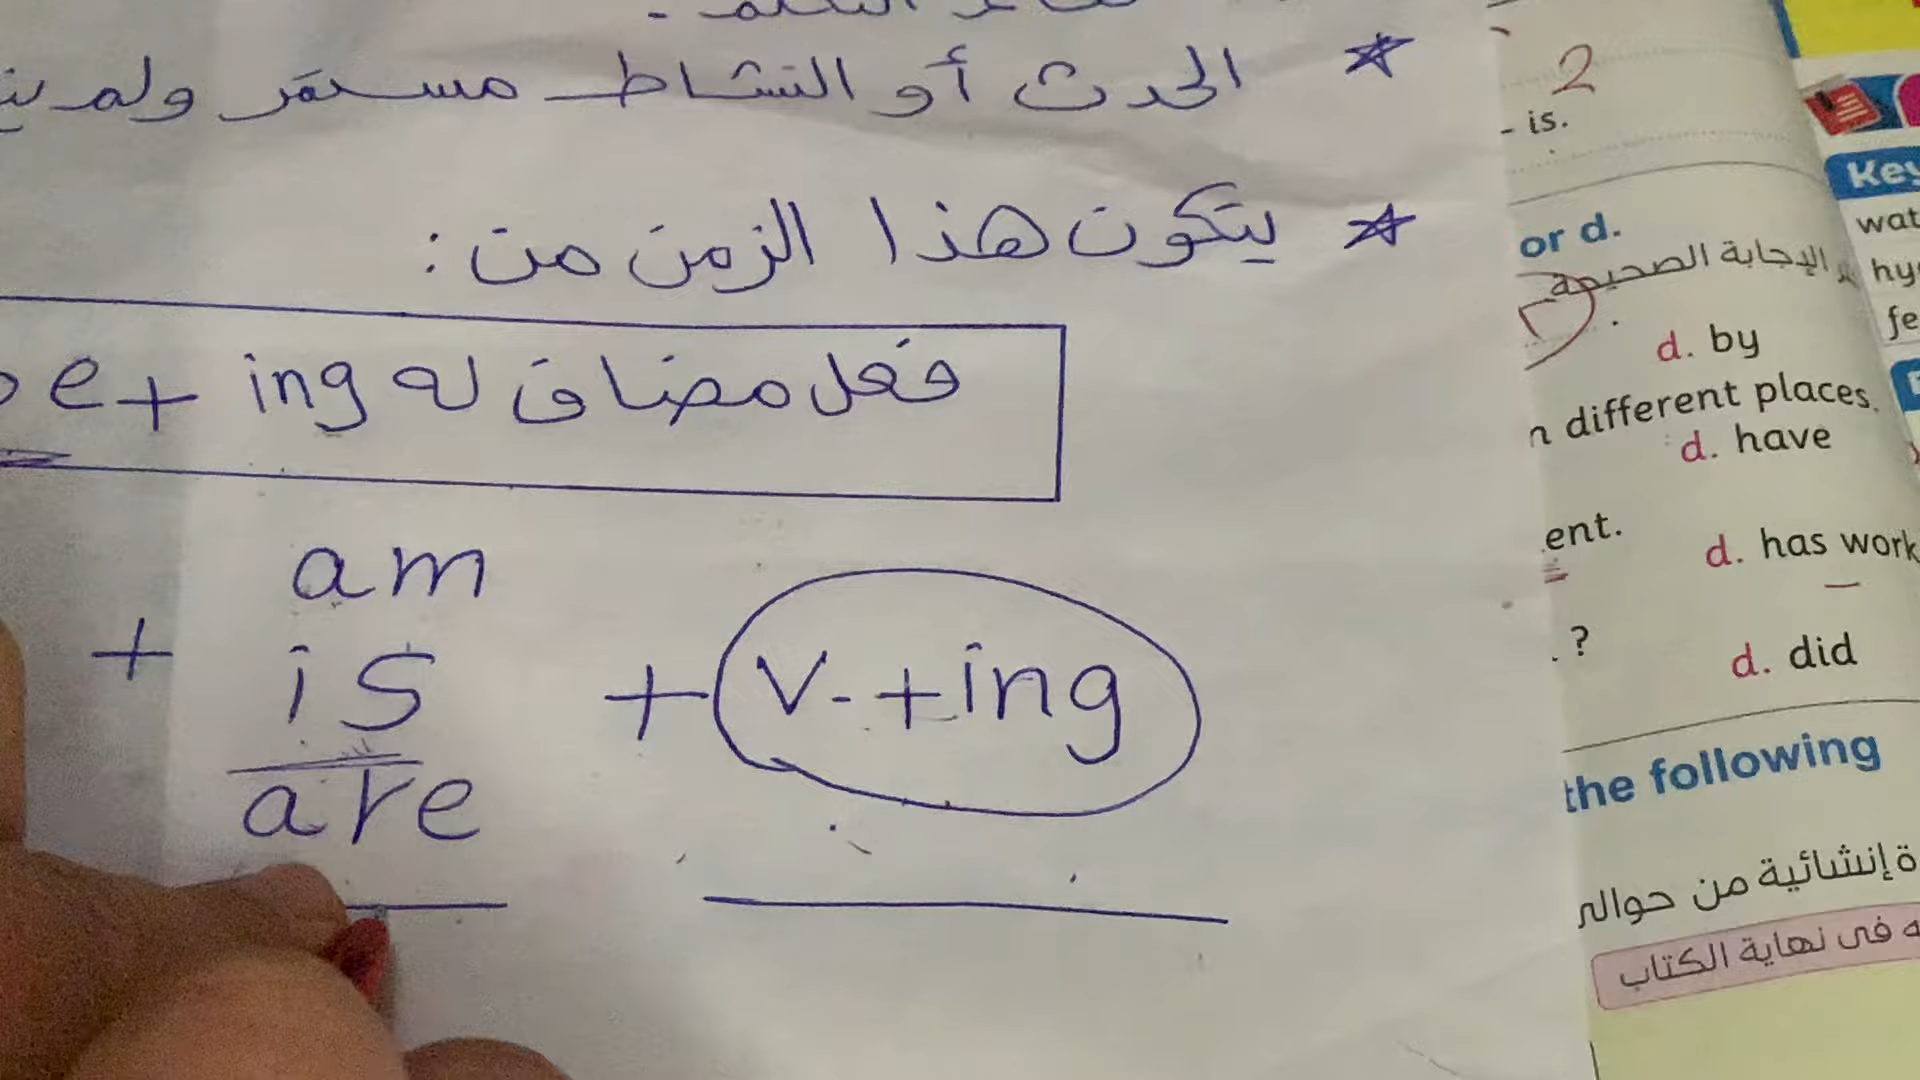 ★ الحدث أو النشاط مستمر ولم
★ يتكون هذا الزمن من :
e + ing فعل مضاف له
am
+ is + v. + ing
are
2
- is.
or d.
الإجابة الصحيحة
d. by
different places.
d. have
ent.
d. has work
. ?
d. did
the following
ة إنشائية من حوالى
ه فى نهاية الكتاب
Key
wat
hy
fe